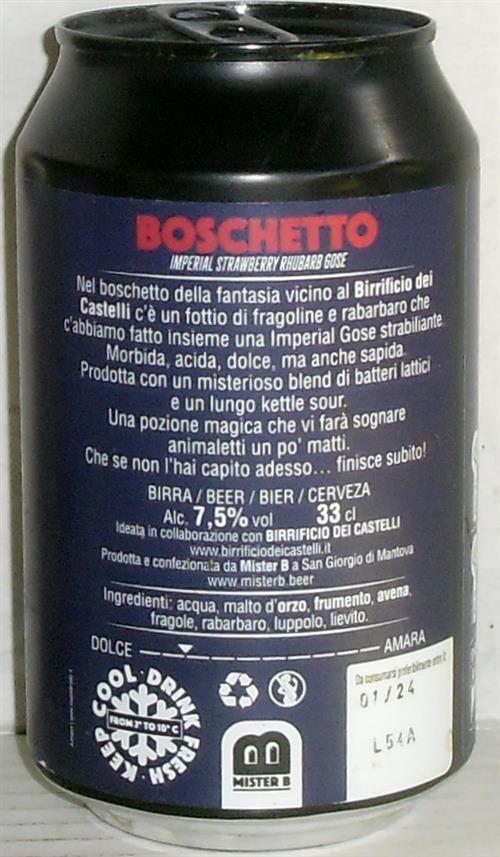 BOSCHETTO
IMPERIAL STRAWBERRY RHUBARB GOSE
Nel boschetto della fantasia vicino al Birrificio dei
Castelli c'è un fottio di fragoline e rabarbaro che
c'abbiamo fatto insieme una Imperial Gose strabiliante.
Morbida, acida, dolce, ma anche sapida.
Prodotta con un misterioso blend di batteri lattici
e un lungo kettle sour.
Una pozione magica che vi farà sognare
animaletti un po' matti.
Che se non l'hai capito adesso... finisce subito!
BIRRA / BEER / BIER / CERVEZA
Alc. 7,5% vol 33 cl
Ideata in collaborazione con BIRRIFICIO DEI CASTELLI
www.birrificiodeicastelli.it
Prodotta e confezionata da Mister B a San Giorgio di Mantova
www.misterb.beer
Ingredienti: acqua, malto d'orzo, frumento, avena,
fragole, rabarbaro, luppolo, lievito.
DOLCE AMARA
KEEP COOL · DRINK FRESH
FROM 2° TO 10° C
B
MISTER B
Da consumarsi preferibilmente entro il
01/24
L54A